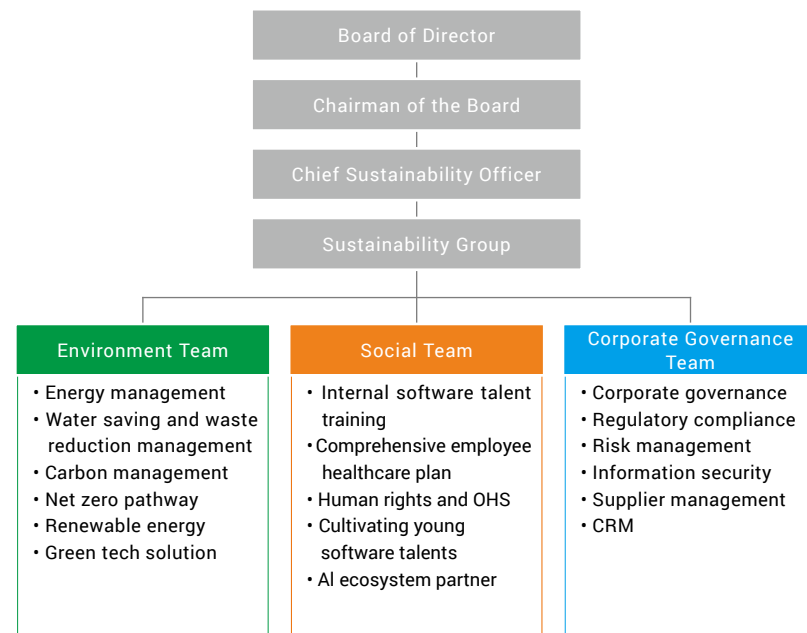 Board of Director
Chairman of the Board
Chief Sustainability Officer
Sustainability Group
Environment Team
• Energy management
• Water saving and waste
reduction management
• Carbon management
• Net zero pathway
• Renewable energy
• Green tech solution
Social Team
• Internal software talent
training
• Comprehensive employee
healthcare plan
• Human rights and OHS
• Cultivating young
software talents
• Al ecosystem partner
Corporate Governance
Team
• Corporate governance
• Regulatory compliance
• Risk management
• Information security
• Supplier management
• CRM